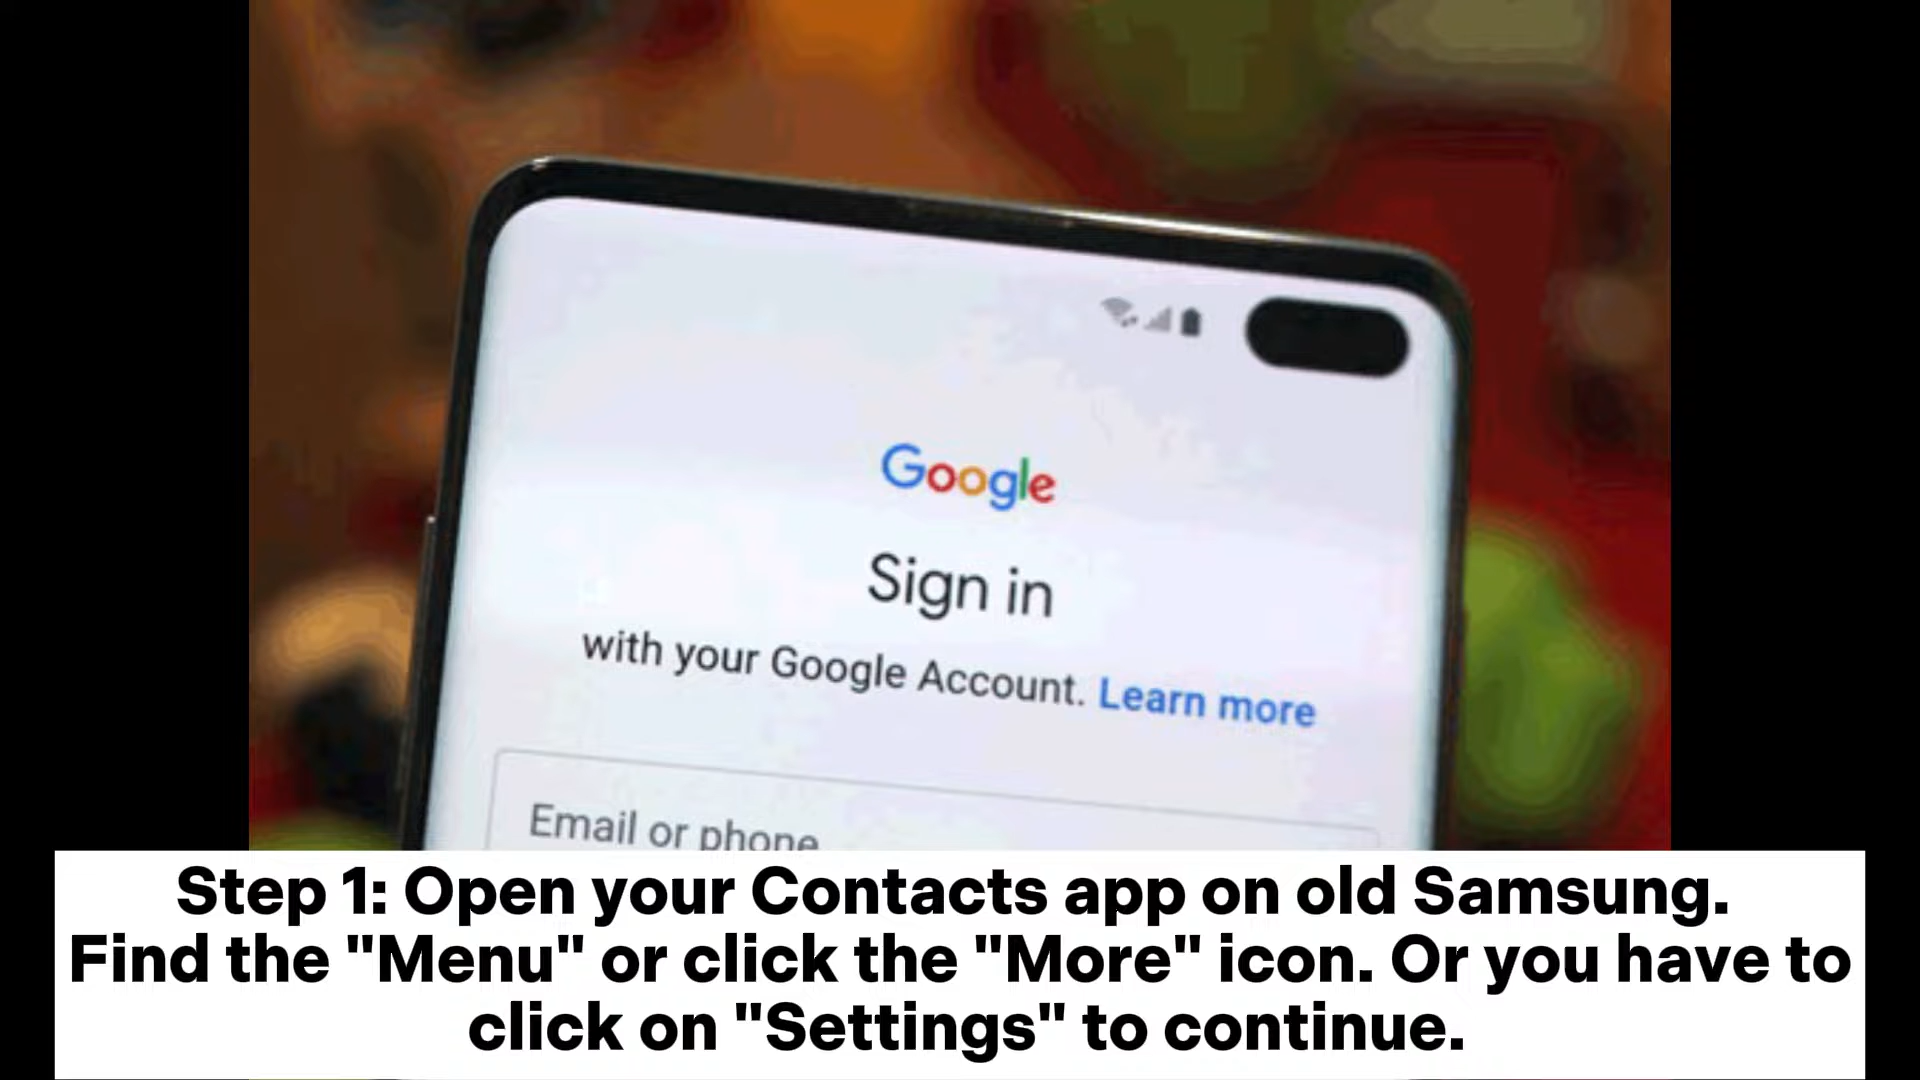 Google
Sign in
with your Google Account. Learn more
Email or phone
Step 1: Open your Contacts app on old Samsung.
Find the "Menu" or click the "More" icon. Or you have to
click on "Settings" to continue.